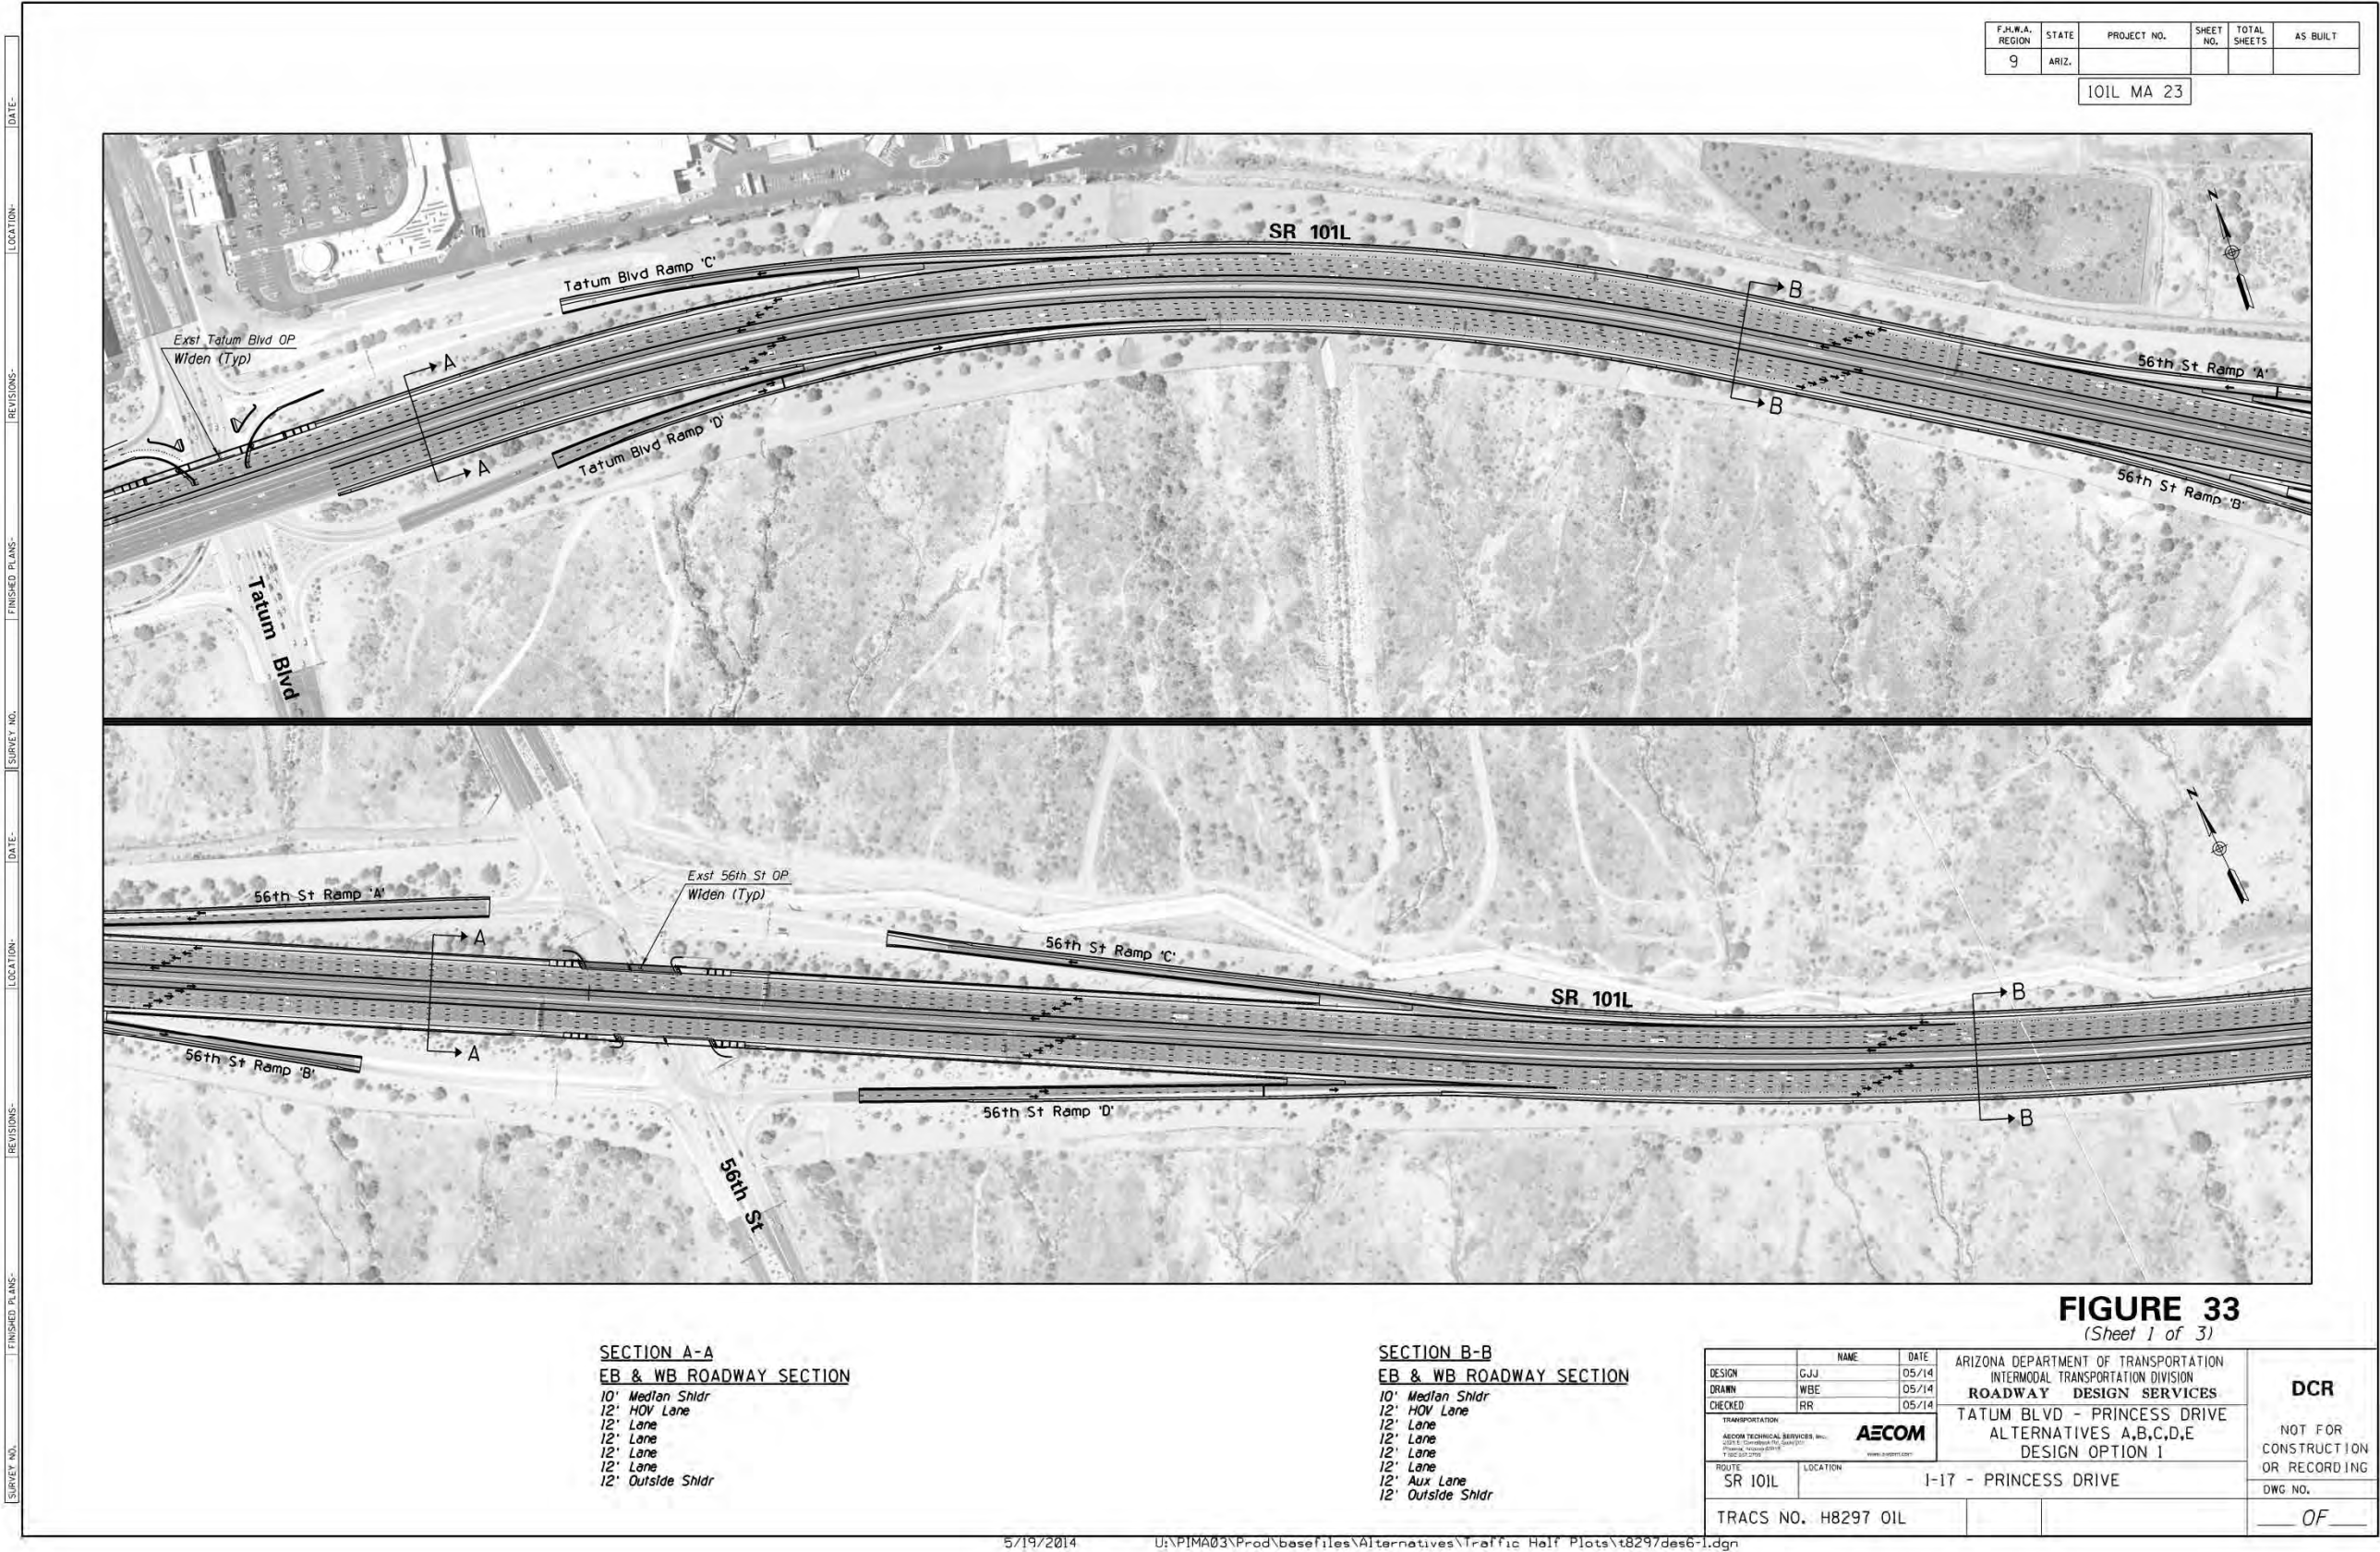 F.H.W.A. REGION STATE PROJECT NO. SHEET NO. TOTAL SHEETS AS BUILT
9 ARIZ.
101L MA 23
SR 101L
Tatum Blvd Ramp 'C'
B
Exst Tatum Blvd OP
Widen (Typ)
A
56th St Ramp 'A'
B
A
Tatum Blvd Ramp 'D'
56th St Ramp 'B'
Tatum Blvd
N
Exst 56th St OP
Widen (Typ)
N
56th St Ramp 'A'
A
56th St Ramp 'C'
SR 101L
B
A
56th St Ramp 'B'
56th St Ramp 'D'
B
56th St
FIGURE 33
(Sheet 1 of 3)
SECTION A-A
EB & WB ROADWAY SECTION
10' Median Shldr
12' HOV Lane
12' Lane
12' Lane
12' Lane
12' Lane
12' Outside Shldr
SECTION B-B
EB & WB ROADWAY SECTION
10' Median Shldr
12' HOV Lane
12' Lane
12' Lane
12' Lane
12' Lane
12' Aux Lane
12' Outside Shldr
NAME DATE
DESIGN GJJ 05/14
DRAWN WBE 05/14
CHECKED RR 05/14
TRANSPORTATION
AECOM TECHNICAL SERVICES, Inc.
AECOM
www.aecom.com
ARIZONA DEPARTMENT OF TRANSPORTATION
INTERMODAL TRANSPORTATION DIVISION
ROADWAY DESIGN SERVICES
TATUM BLVD - PRINCESS DRIVE
ALTERNATIVES A,B,C,D,E
DESIGN OPTION 1
ROUTE
SR 101L
LOCATION
I-17 - PRINCESS DRIVE
TRACS NO. H8297 01L
DCR
NOT FOR
CONSTRUCTION
OR RECORDING
DWG NO.
OF
5/19/2014 U:\PIMA03\Prod\basefiles\Alternatives\Traffic Half Plots\t8297des6-1.dgn
SURVEY NO. FINISHED PLANS- REVISIONS- LOCATION- DATE-
SURVEY NO. FINISHED PLANS- REVISIONS- LOCATION- DATE-